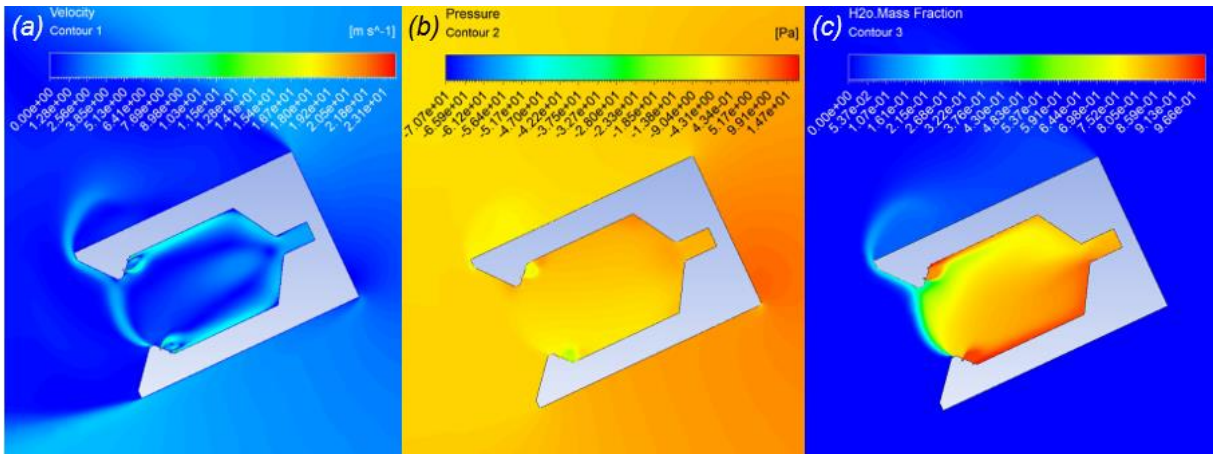 (a)
Velocity
Contour 1
[m s^-1]
0.00e+00
1.28e+00
2.56e+00
3.85e+00
5.13e+00
6.41e+00
7.69e+00
8.98e+00
1.03e+01
1.15e+01
1.28e+01
1.41e+01
1.54e+01
1.67e+01
1.80e+01
1.92e+01
2.05e+01
2.18e+01
2.31e+01
(b)
Pressure
Contour 2
[Pa]
-7.07e+01
-6.59e+01
-6.12e+01
-5.64e+01
-5.17e+01
-4.70e+01
-4.22e+01
-3.75e+01
-3.27e+01
-2.80e+01
-2.33e+01
-1.85e+01
-1.38e+01
-9.04e+00
-4.31e+00
4.34e-01
5.17e+00
9.91e+00
1.47e+01
(c)
H2o.Mass Fraction
Contour 3
0.00e+00
5.37e-02
1.07e-01
1.61e-01
2.15e-01
2.68e-01
3.22e-01
3.76e-01
4.30e-01
4.83e-01
5.37e-01
5.91e-01
6.44e-01
6.98e-01
7.52e-01
8.05e-01
8.59e-01
9.13e-01
9.66e-01